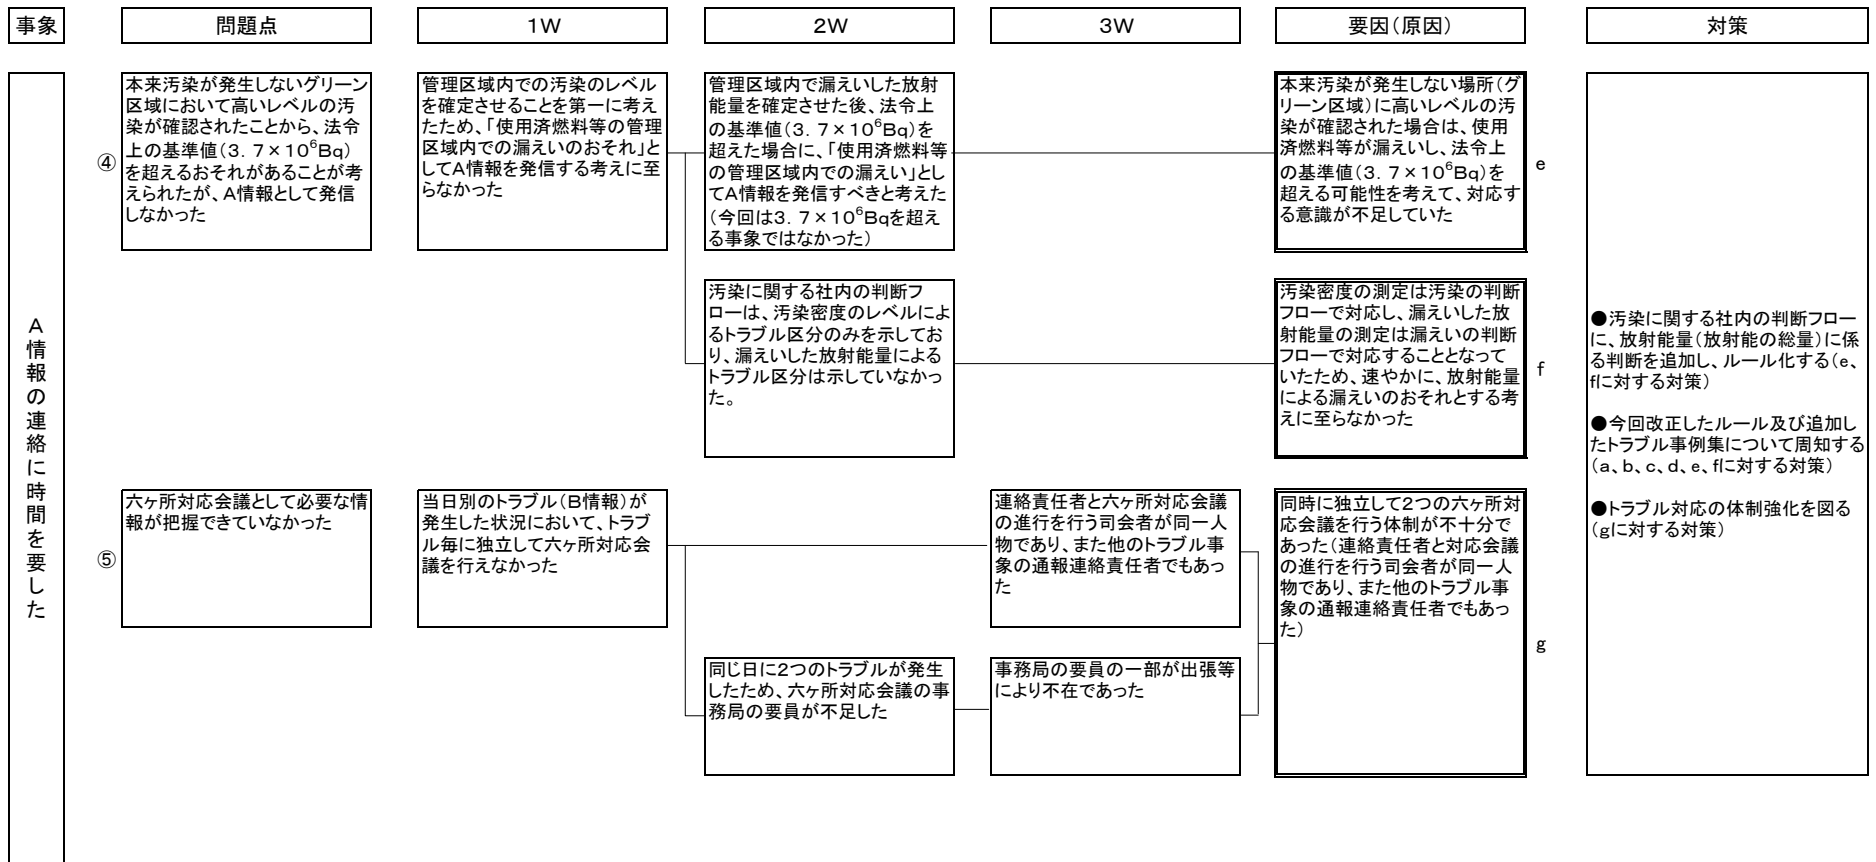 事象
問題点
1W
2W
3W
要因(原因)
対策
A情報の連絡に時間を要した
④
本来汚染が発生しないグリーン
区域において高いレベルの汚
染が確認されたことから、法令
上の基準値(3.7×10⁶Bq)
を超えるおそれがあることが考
えられたが、A情報として発信
しなかった
管理区域内での汚染のレベル
を確定させることを第一に考え
たため、「使用済燃料等の管理
区域内での漏えいのおそれ」と
してA情報を発信する考えに至
らなかった
管理区域内で漏えいした放射
能量を確定させた後、法令上
の基準値(3.7×10⁶Bq)を
超えた場合に、「使用済燃料等
の管理区域内での漏えい」とし
てA情報を発信すべきと考えた
(今回は3.7×10⁶Bqを超え
る事象ではなかった)
本来汚染が発生しない場所(グ
リーン区域)に高いレベルの汚
染が確認された場合は、使用
済燃料等が漏えいし、法令上
の基準値(3.7×10⁶Bq)を
超える可能性を考えて、対応す
る意識が不足していた
e
汚染に関する社内の判断フ
ローは、汚染密度のレベルによ
るトラブル区分のみを示してお
り、漏えいした放射能量による
トラブル区分は示していなかっ
た。
汚染密度の測定は汚染の判断
フローで対応し、漏えいした放
射能量の測定は漏えいの判断
フローで対応することとなって
いたため、速やかに、放射能量
による漏えいのおそれとする考
えに至らなかった
f
⑤
六ヶ所対応会議として必要な情
報が把握できていなかった
当日別のトラブル(B情報)が
発生した状況において、トラブ
ル毎に独立して六ヶ所対応会
議を行えなかった
連絡責任者と六ヶ所対応会議
の進行を行う司会者が同一人
物であり、また他のトラブル事
象の通報連絡責任者でもあっ
た
同じ日に2つのトラブルが発生
したため、六ヶ所対応会議の事
務局の要員が不足した
事務局の要員の一部が出張等
により不在であった
同時に独立して2つの六ヶ所対
応会議を行う体制が不十分で
あった(連絡責任者と対応会議
の進行を行う司会者が同一人
物であり、また他のトラブル事
象の通報連絡責任者でもあっ
た)
g
●汚染に関する社内の判断フロー
に、放射能量(放射能の総量)に係
る判断を追加し、ルール化する(e、
fに対する対策)
●今回改正したルール及び追加し
たトラブル事例集について周知する
(a、b、c、d、e、fに対する対策)
●トラブル対応の体制強化を図る
(gに対する対策)